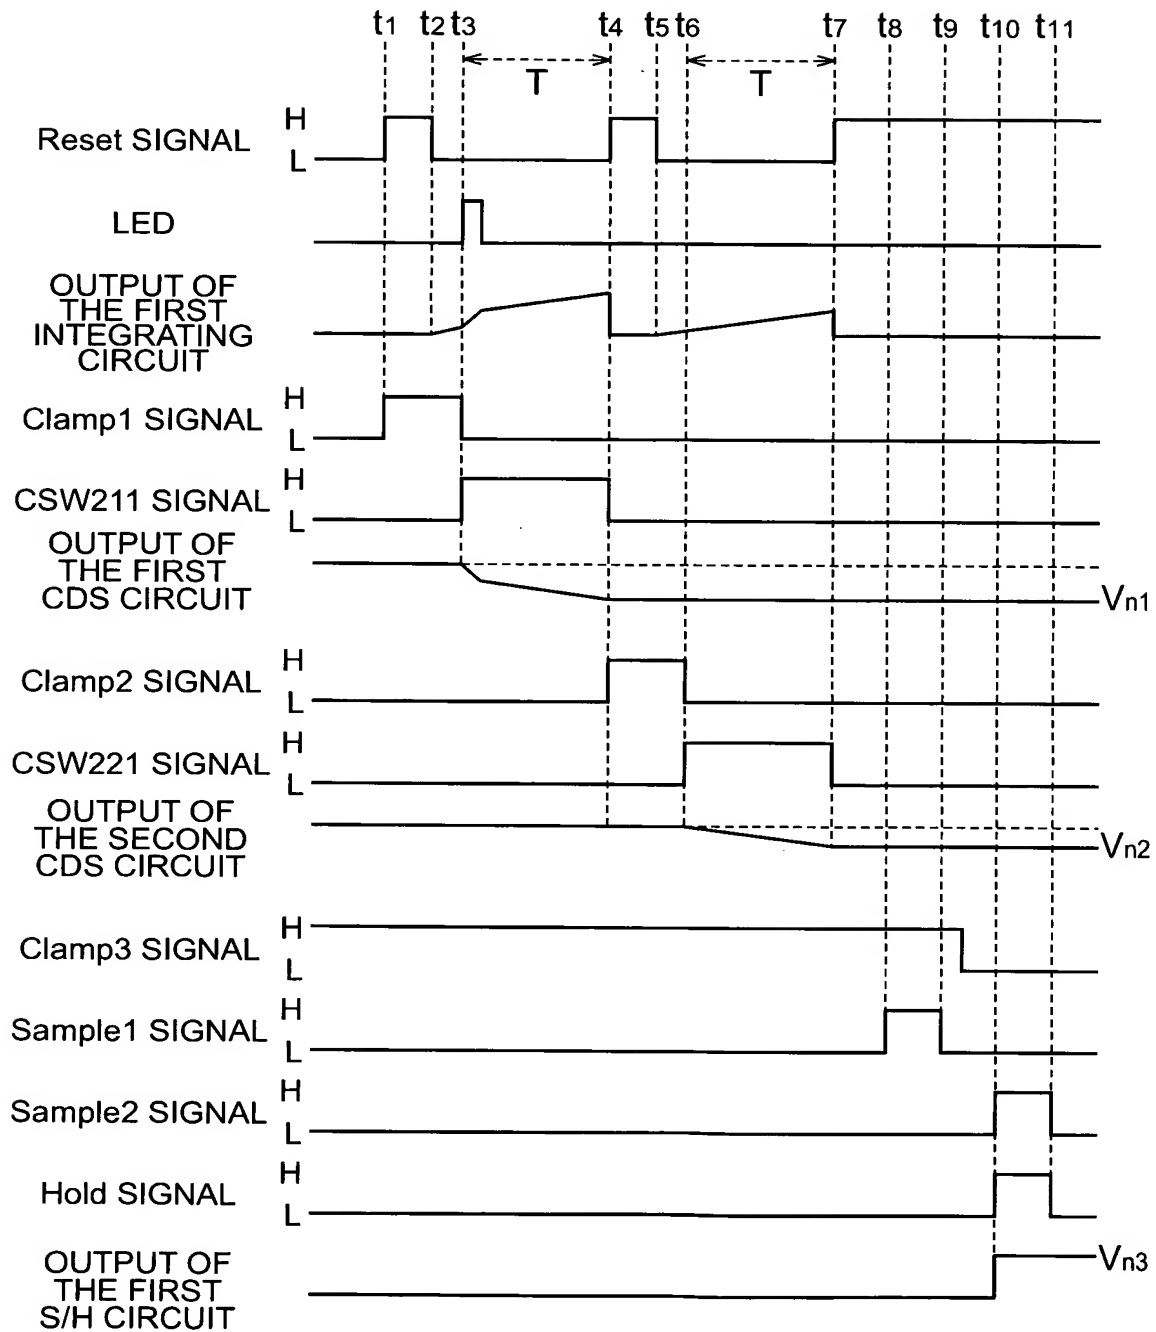 t1 t2 t3 t4 t5 t6 t7 t8 t9 t10 t11
T T
H
Reset SIGNAL
L
LED
OUTPUT OF
THE FIRST
INTEGRATING
CIRCUIT
H
Clamp1 SIGNAL
L
H
CSW211 SIGNAL
L
OUTPUT OF
THE FIRST
CDS CIRCUIT
Vn1
H
Clamp2 SIGNAL
L
H
CSW221 SIGNAL
L
OUTPUT OF
THE SECOND
CDS CIRCUIT
Vn2
H
Clamp3 SIGNAL
L
H
Sample1 SIGNAL
L
H
Sample2 SIGNAL
L
H
Hold SIGNAL
L
OUTPUT OF
THE FIRST
S/H CIRCUIT
Vn3